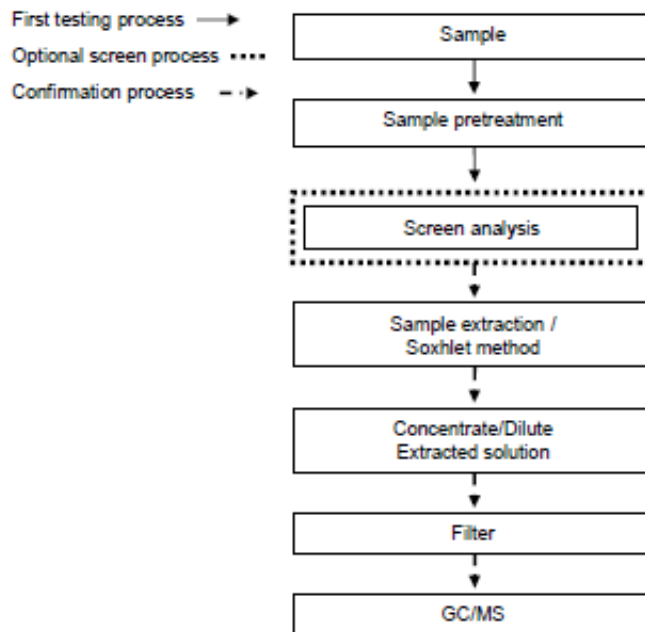 First testing process
Optional screen process
Confirmation process
Sample
Sample pretreatment
Screen analysis
Sample extraction /
Soxhlet method
Concentrate/Dilute
Extracted solution
Filter
GC/MS